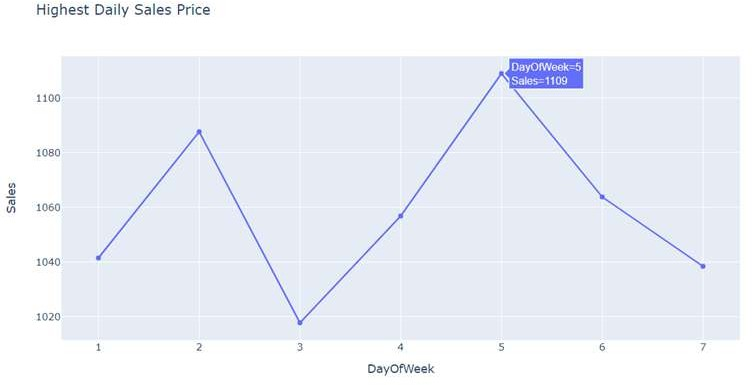 Highest Daily Sales Price
DayOfWeek=5
Sales=1109
1100
1080
1060
1040
1020
Sales
1 2 3 4 5 6 7
DayOfWeek